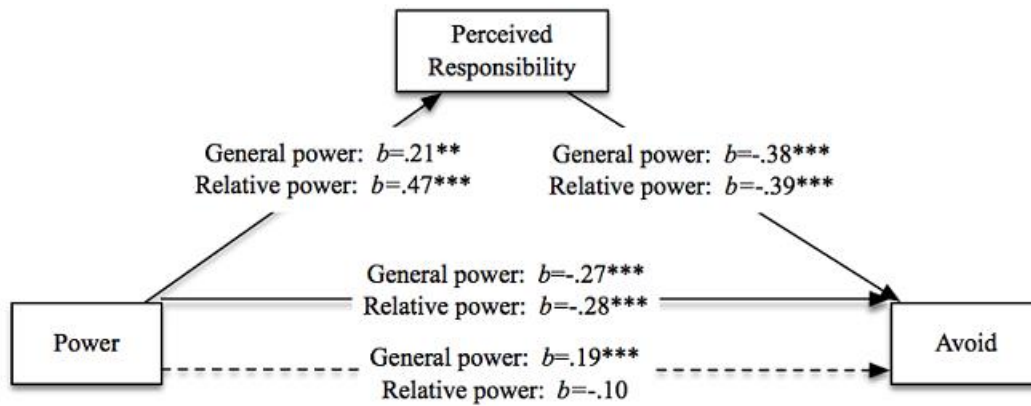 Perceived
Responsibility
General power: b=.21**
Relative power: b=.47***
General power: b=-.38***
Relative power: b=-.39***
General power: b=-.27***
Relative power: b=-.28***
Power
General power: b=.19***
Relative power: b=-.10
Avoid